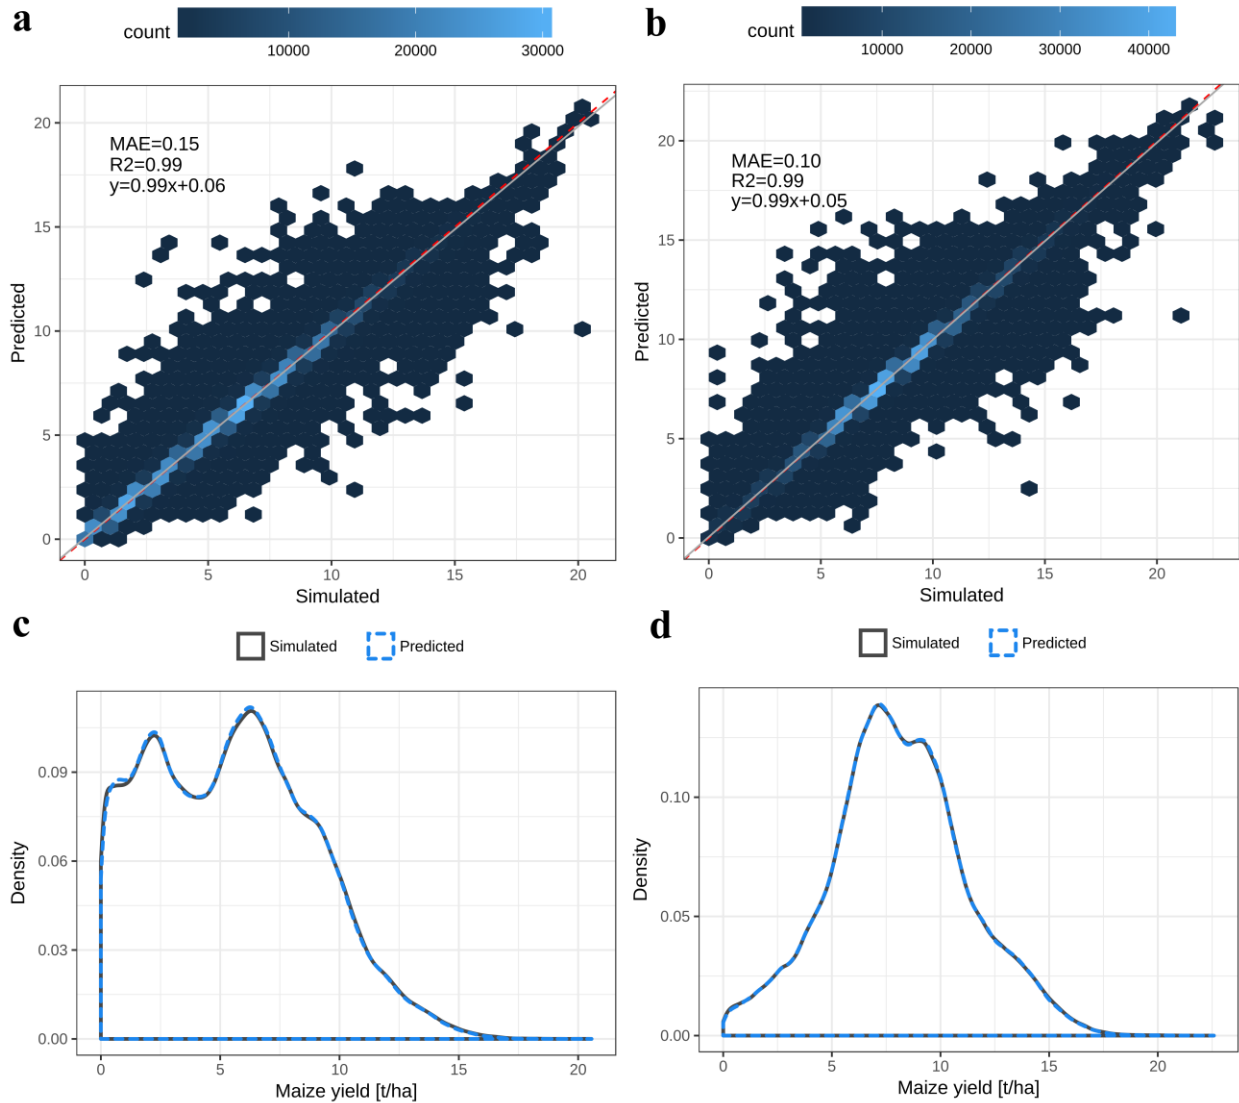 a
count
10000 20000 30000
MAE=0.15
R2=0.99
y=0.99x+0.06
20
15
10
5
0
Predicted
0 5 10 15 20
Simulated
b
count
10000 20000 30000 40000
MAE=0.10
R2=0.99
y=0.99x+0.05
20
15
10
5
0
Predicted
0 5 10 15 20
Simulated
c
Simulated Predicted
0.09
0.06
0.03
0.00
Density
0 5 10 15 20
Maize yield [t/ha]
d
Simulated Predicted
0.10
0.05
0.00
Density
0 5 10 15 20
Maize yield [t/ha]